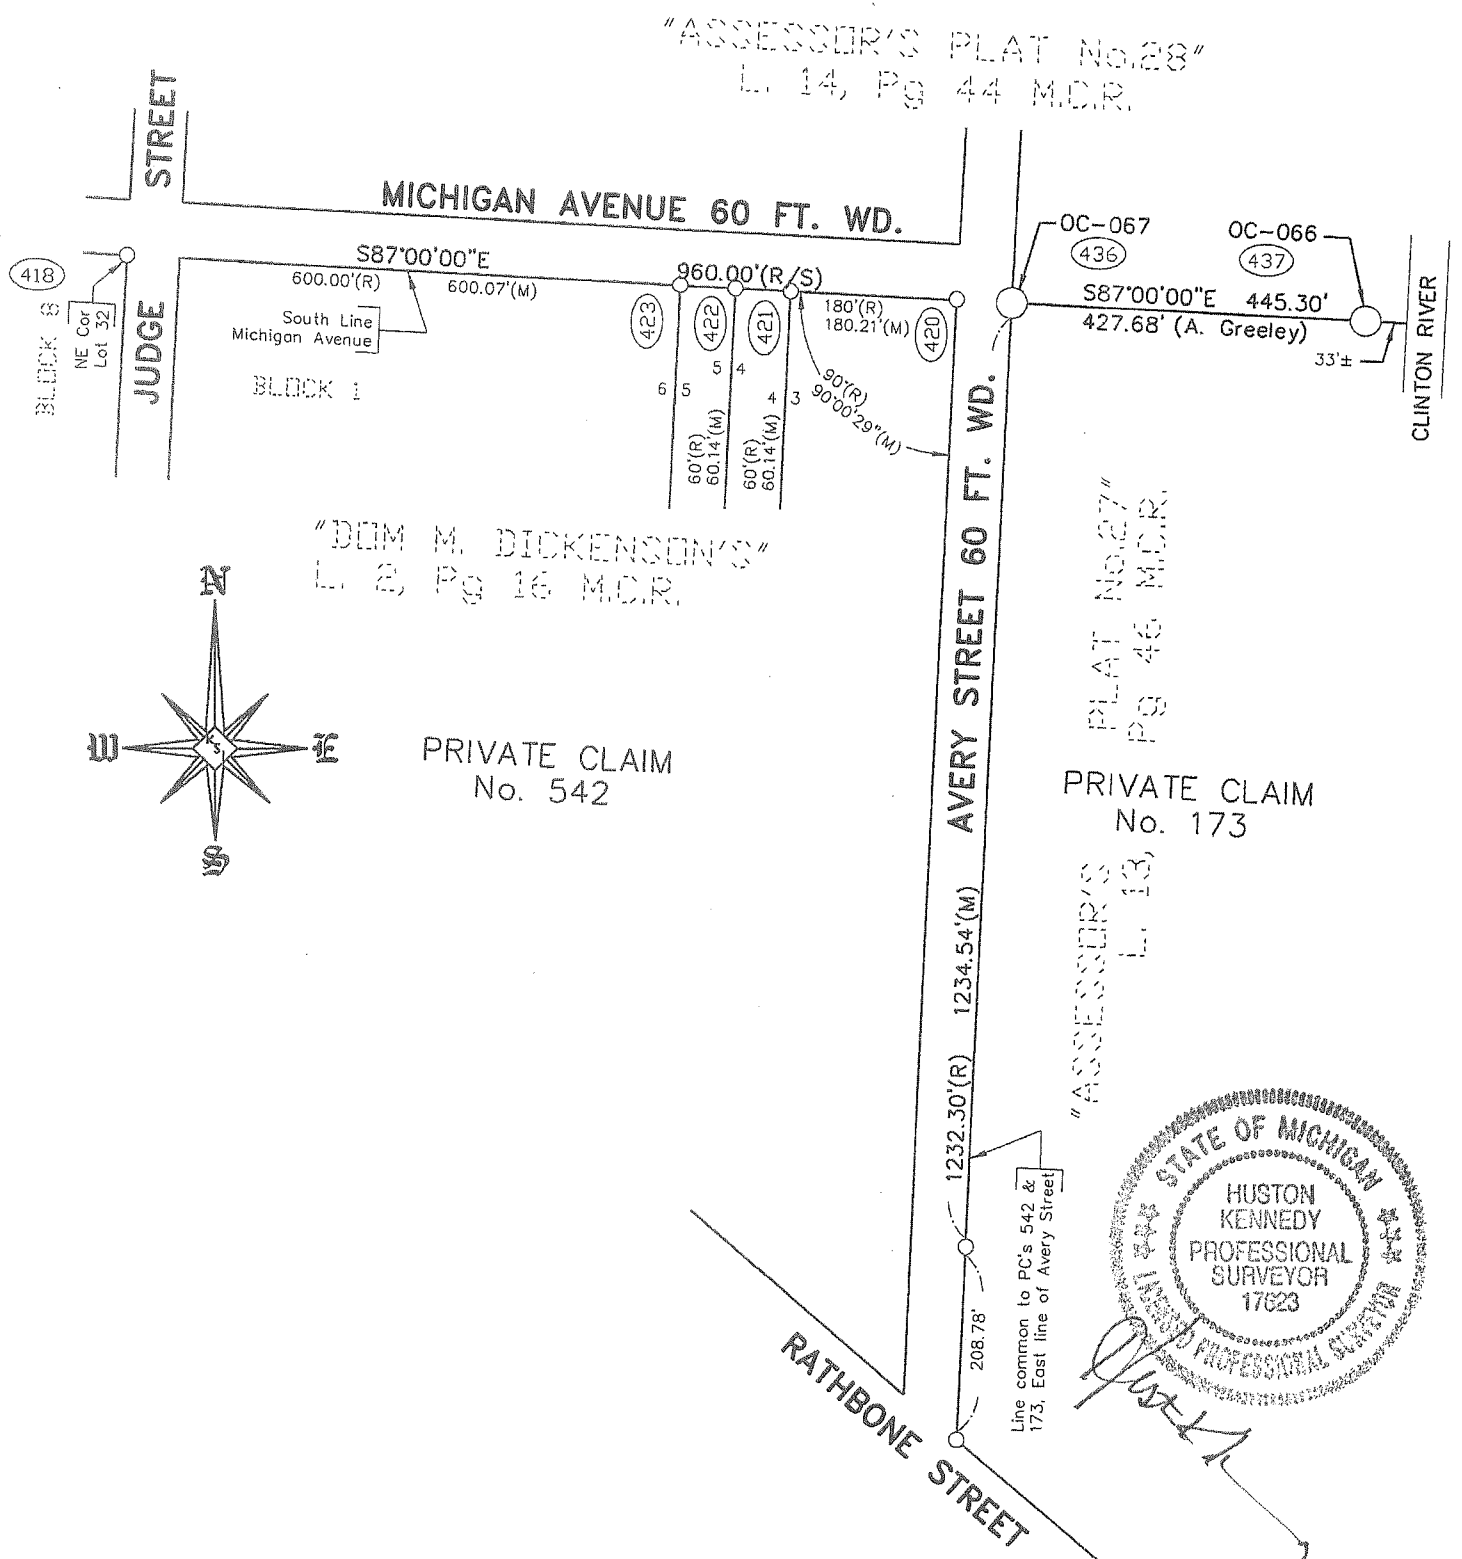 "ASSESSOR'S PLAT No.28"
L. 14, Pg 44 M.C.R.
STREET
MICHIGAN AVENUE 60 FT. WD.
OC-067
436
OC-066
437
418
BLOCK 8
NE Cor
Lot 32
JUDGE
S87°00'00"E
600.00'(R)
600.07'(M)
South Line
Michigan Avenue
BLOCK 1
960.00'(R/S)
423
422
421
420
180'(R)
180.21'(M)
S87°00'00"E 445.30'
427.68' (A. Greeley)
33'±
CLINTON RIVER
6 5
5 4
4 3
60'(R)
60.14'(M)
60'(R)
60.14'(M)
90°(R)
90°00'29"(M)
AVERY STREET 60 FT. WD.
"DOM M. DICKENSON'S"
L. 2, Pg 16 M.C.R.
N
W
E
S
KS
PRIVATE CLAIM
No. 542
"ASSESSOR'S PLAT No.27"
L. 13, Pg 46 M.C.R.
PRIVATE CLAIM
No. 173
1232.30'(R) 1234.54'(M)
Line common to PC's 542 &
173, East line of Avery Street
208.78'
RATHBONE STREET
STATE OF MICHIGAN
HUSTON
KENNEDY
PROFESSIONAL
SURVEYOR
17623
LICENSED PROFESSIONAL SURVEYOR